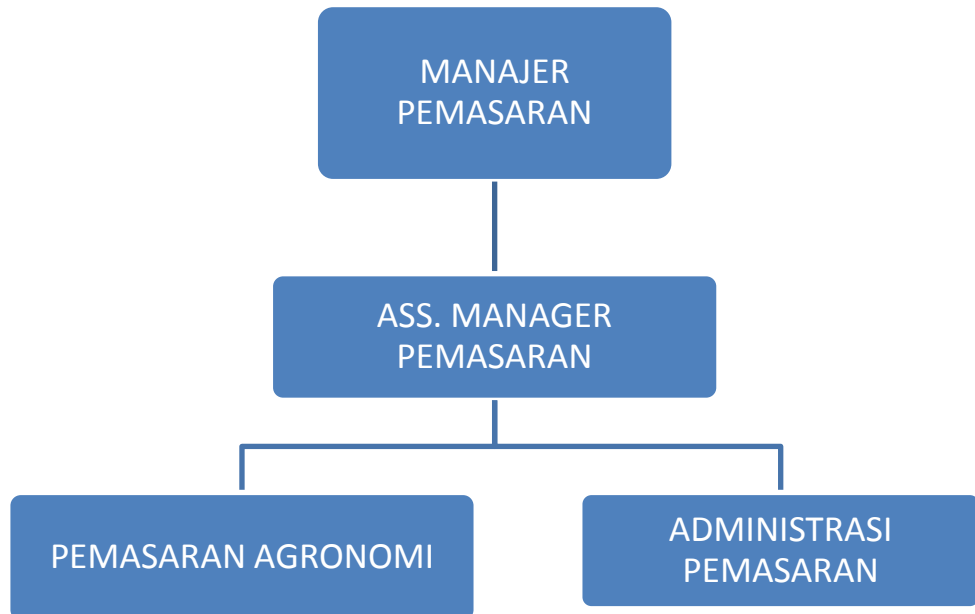 MANAJER
PEMASARAN
ASS. MANAGER
PEMASARAN
PEMASARAN AGRONOMI
ADMINISTRASI
PEMASARAN